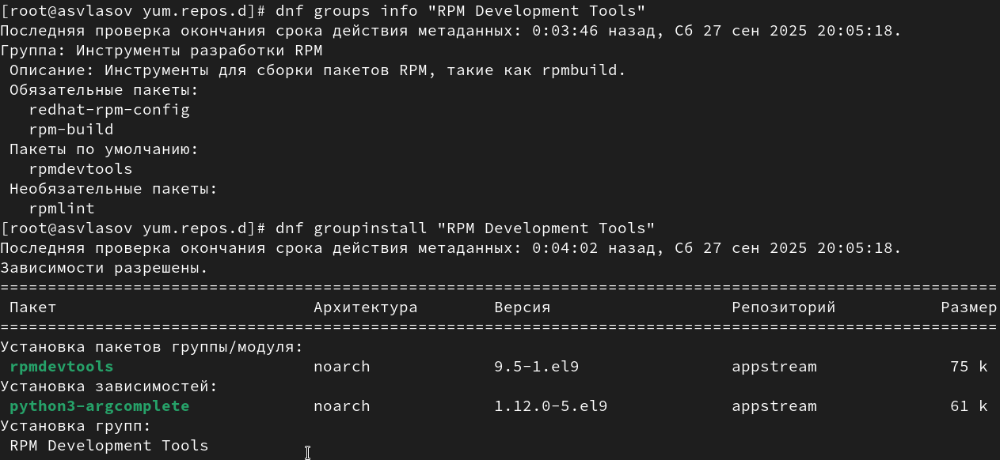 [root@asvlasov yum.repos.d]# dnf groups info "RPM Development Tools"
Последняя проверка окончания срока действия метаданных: 0:03:46 назад, Сб 27 сен 2025 20:05:18.
Группа: Инструменты разработки RPM
Описание: Инструменты для сборки пакетов RPM, такие как rpmbuild.
Обязательные пакеты:
redhat-rpm-config
rpm-build
Пакеты по умолчанию:
rpmdevtools
Необязательные пакеты:
rpmlint
[root@asvlasov yum.repos.d]# dnf groupinstall "RPM Development Tools"
Последняя проверка окончания срока действия метаданных: 0:04:02 назад, Сб 27 сен 2025 20:05:18.
Зависимости разрешены.
=========================================================================================================
Пакет Архитектура Версия Репозиторий Размер
=========================================================================================================
Установка пакетов группы/модуля:
rpmdevtools noarch 9.5-1.el9 appstream 75 k
Установка зависимостей:
python3-argcomplete noarch 1.12.0-5.el9 appstream 61 k
Установка групп:
RPM Development Tools